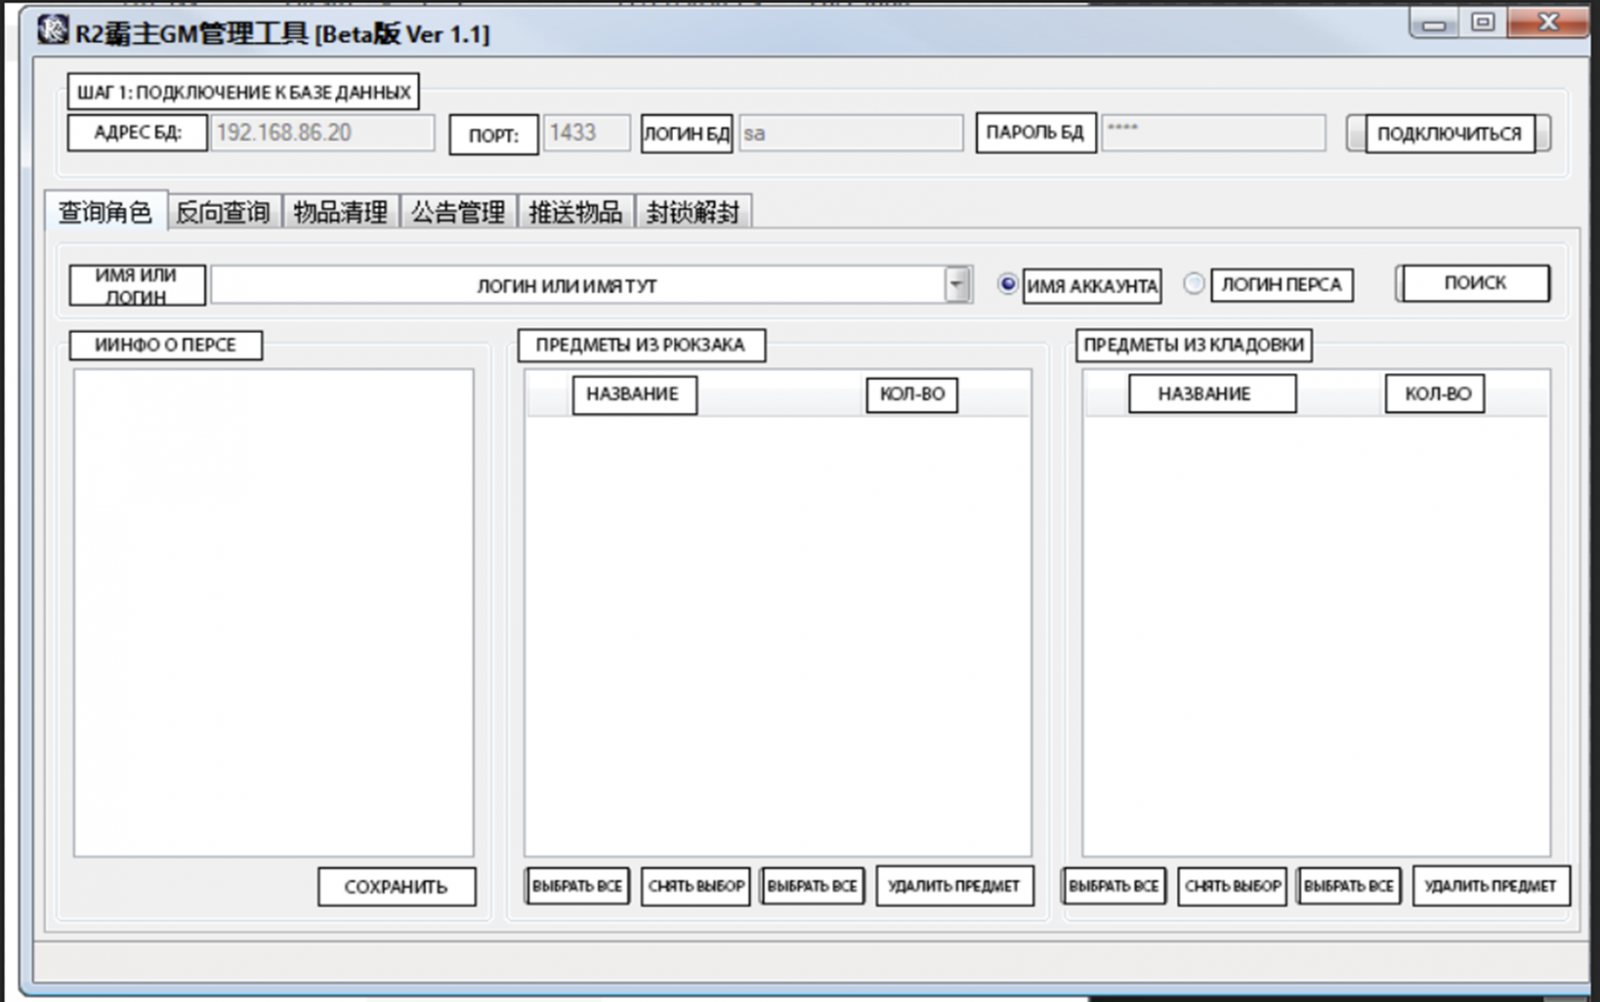 R2霸主GM管理工具 [Beta版 Ver 1.1]
ШАГ 1: ПОДКЛЮЧЕНИЕ К БАЗЕ ДАННЫХ
АДРЕС БД: 192.168.86.20 ПОРТ: 1433 ЛОГИН БД sa ПАРОЛЬ БД **** ПОДКЛЮЧИТЬСЯ
查询角色 反向查询 物品清理 公告管理 推送物品 封锁解封
ИМЯ ИЛИ
ЛОГИН
ЛОГИН ИЛИ ИМЯ ТУТ ИМЯ АККАУНТА ЛОГИН ПЕРСА ПОИСК
ИИНФО О ПЕРСЕ ПРЕДМЕТЫ ИЗ РЮКЗАКА ПРЕДМЕТЫ ИЗ КЛАДОВКИ
НАЗВАНИЕ КОЛ-ВО НАЗВАНИЕ КОЛ-ВО
СОХРАНИТЬ ВЫБРАТЬ ВСЕ СНЯТЬ ВЫБОР ВЫБРАТЬ ВСЕ УДАЛИТЬ ПРЕДМЕТ ВЫБРАТЬ ВСЕ СНЯТЬ ВЫБОР ВЫБРАТЬ ВСЕ УДАЛИТЬ ПРЕДМЕТ